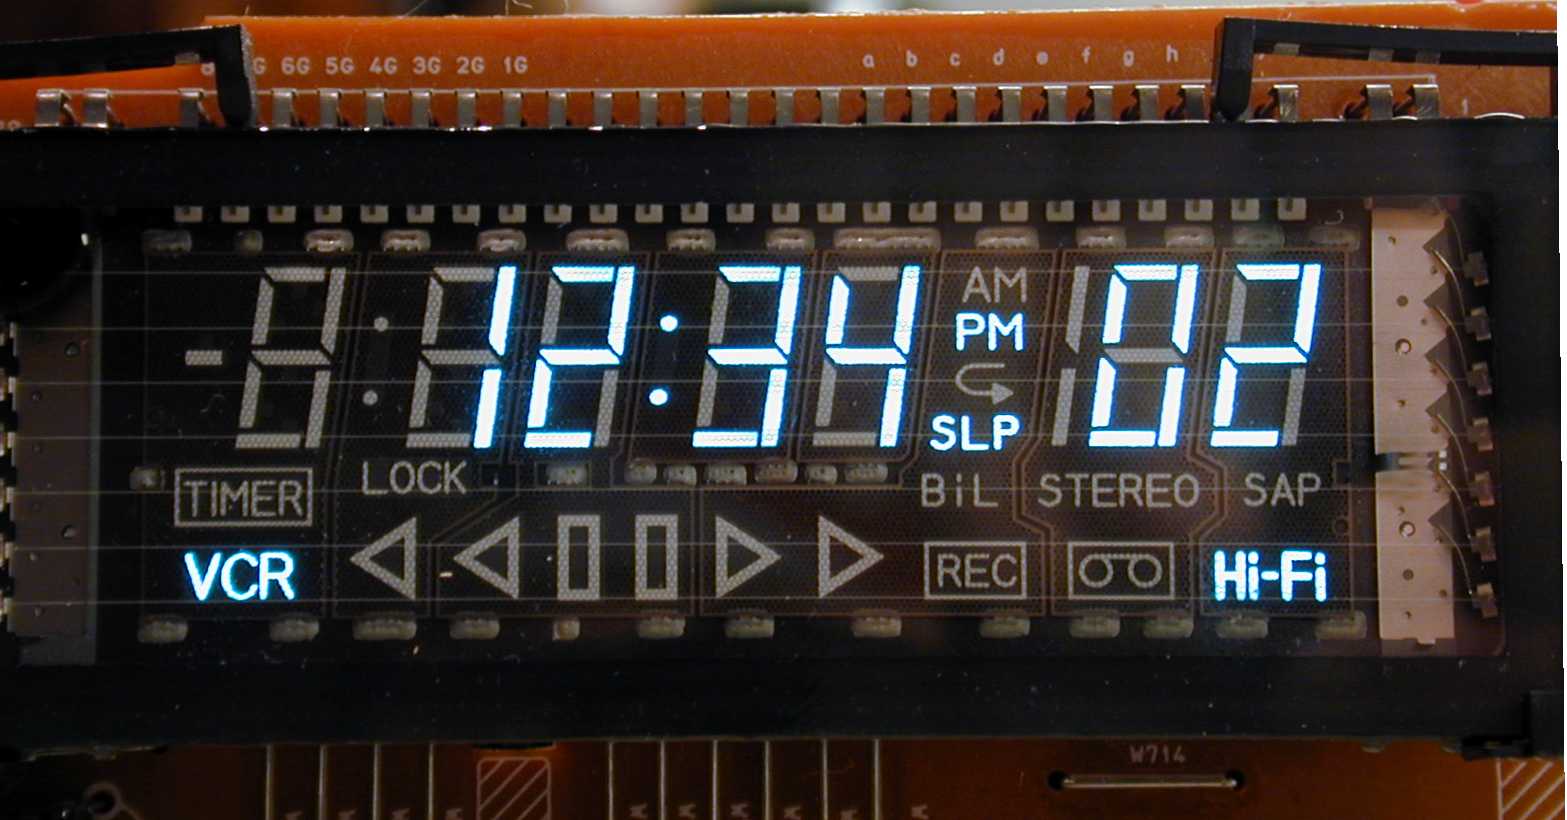 6G 5G 4G 3G 2G 1G a b c d e f g h
12:34 AM 02
PM
SLP
TIMER LOCK BiL STEREO SAP
VCR REC Hi-Fi
W714